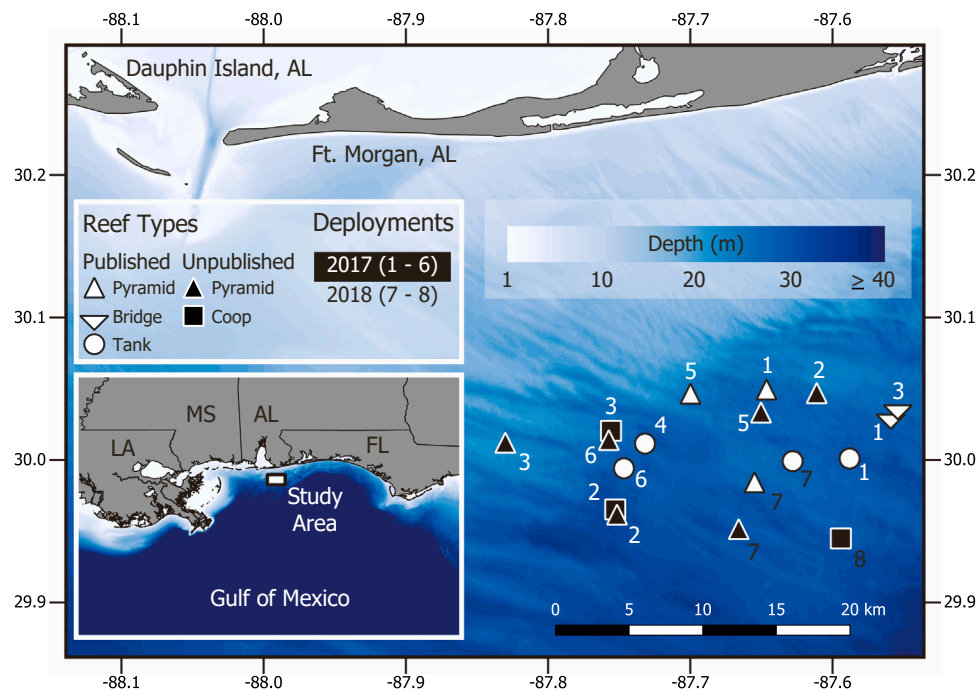 -88.1 -88.0 -87.9 -87.8 -87.7 -87.6
Dauphin Island, AL
Ft. Morgan, AL
30.2 30.2
Reef Types
Deployments
Published Unpublished
2017 (1 - 6)
Pyramid Pyramid
2018 (7 - 8)
Bridge Coop
Tank
Depth (m)
1 10 20 30 ≥ 40
30.1 30.1
5 1 2 3
3 4 5 1
3 6 6 7 1
2 7
2 7 8
30.0 30.0
MS AL
LA FL
Study
Area
Gulf of Mexico
29.9 29.9
0 5 10 15 20 km
-88.1 -88.0 -87.9 -87.8 -87.7 -87.6